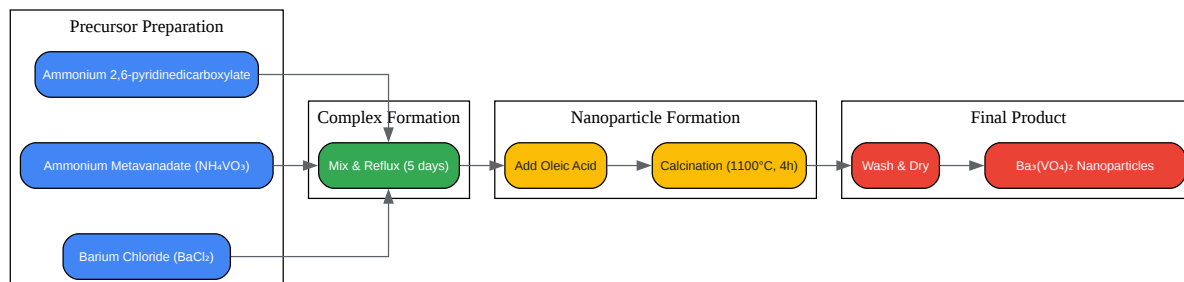 Precursor Preparation
Ammonium 2,6-pyridinedicarboxylate
Ammonium Metavanadate (NH₄VO₃)
Barium Chloride (BaCl₂)
Complex Formation
Mix & Reflux (5 days)
Nanoparticle Formation
Add Oleic Acid
Calcination (1100°C, 4h)
Final Product
Wash & Dry
Ba₃(VO₄)₂ Nanoparticles